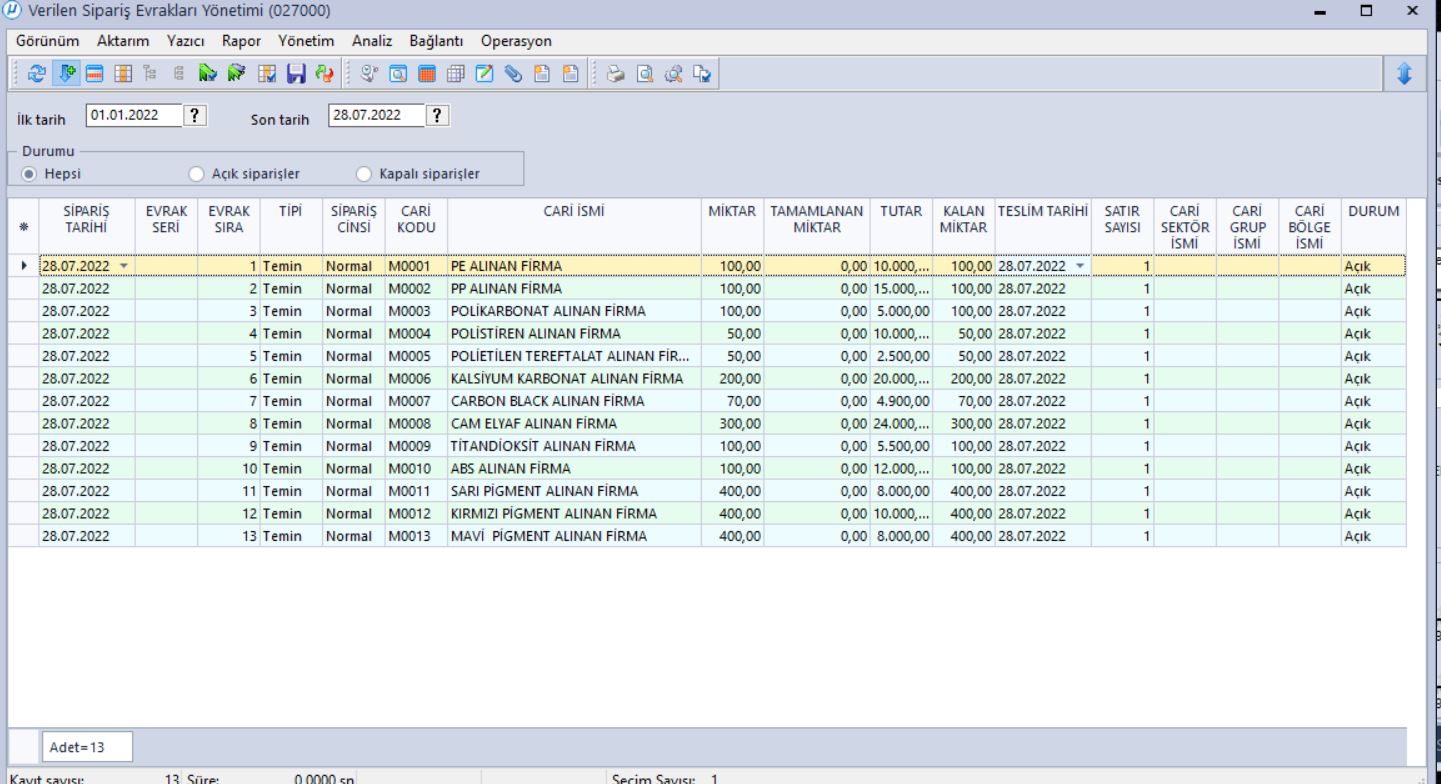 Verilen Sipariş Evrakları Yönetimi (027000)
Görünüm Aktarım Yazıcı Rapor Yönetim Analiz Bağlantı Operasyon
İlk tarih 01.01.2022 ? Son tarih 28.07.2022 ?
Durumu
Hepsi Açık siparişler Kapalı siparişler
SİPARİŞ TARİHİ EVRAK SERİ EVRAK SIRA TİPİ SİPARİŞ CİNSİ CARİ KODU CARİ İSMİ MİKTAR TAMAMLANAN MİKTAR TUTAR KALAN MİKTAR TESLİM TARİHİ SATIR SAYISI CARİ SEKTÖR İSMİ CARİ GRUP İSMİ CARİ BÖLGE İSMİ DURUM
28.07.2022 1 Temin Normal M0001 PE ALINAN FİRMA 100,00 0,00 10.000,... 100,00 28.07.2022 1 Açık
28.07.2022 2 Temin Normal M0002 PP ALINAN FİRMA 100,00 0,00 15.000,... 100,00 28.07.2022 1 Açık
28.07.2022 3 Temin Normal M0003 POLİKARBONAT ALINAN FİRMA 100,00 0,00 5.000,00 100,00 28.07.2022 1 Açık
28.07.2022 4 Temin Normal M0004 POLİSTİREN ALINAN FİRMA 50,00 0,00 10.000,... 50,00 28.07.2022 1 Açık
28.07.2022 5 Temin Normal M0005 POLİETİLEN TEREFTALAT ALINAN FİR... 50,00 0,00 2.500,00 50,00 28.07.2022 1 Açık
28.07.2022 6 Temin Normal M0006 KALSİYUM KARBONAT ALINAN FİRMA 200,00 0,00 20.000,... 200,00 28.07.2022 1 Açık
28.07.2022 7 Temin Normal M0007 CARBON BLACK ALINAN FİRMA 70,00 0,00 4.900,00 70,00 28.07.2022 1 Açık
28.07.2022 8 Temin Normal M0008 CAM ELYAF ALINAN FİRMA 300,00 0,00 24.000,... 300,00 28.07.2022 1 Açık
28.07.2022 9 Temin Normal M0009 TİTANDİOKSİT ALINAN FİRMA 100,00 0,00 5.500,00 100,00 28.07.2022 1 Açık
28.07.2022 10 Temin Normal M0010 ABS ALINAN FİRMA 100,00 0,00 12.000,... 100,00 28.07.2022 1 Açık
28.07.2022 11 Temin Normal M0011 SARI PİGMENT ALINAN FİRMA 400,00 0,00 8.000,00 400,00 28.07.2022 1 Açık
28.07.2022 12 Temin Normal M0012 KIRMIZI PİGMENT ALINAN FİRMA 400,00 0,00 10.000,... 400,00 28.07.2022 1 Açık
28.07.2022 13 Temin Normal M0013 MAVİ PİGMENT ALINAN FİRMA 400,00 0,00 8.000,00 400,00 28.07.2022 1 Açık
Adet=13
Kayıt sayısı: 13 Süre: 0.0000 sn Seçim Sayısı: 1